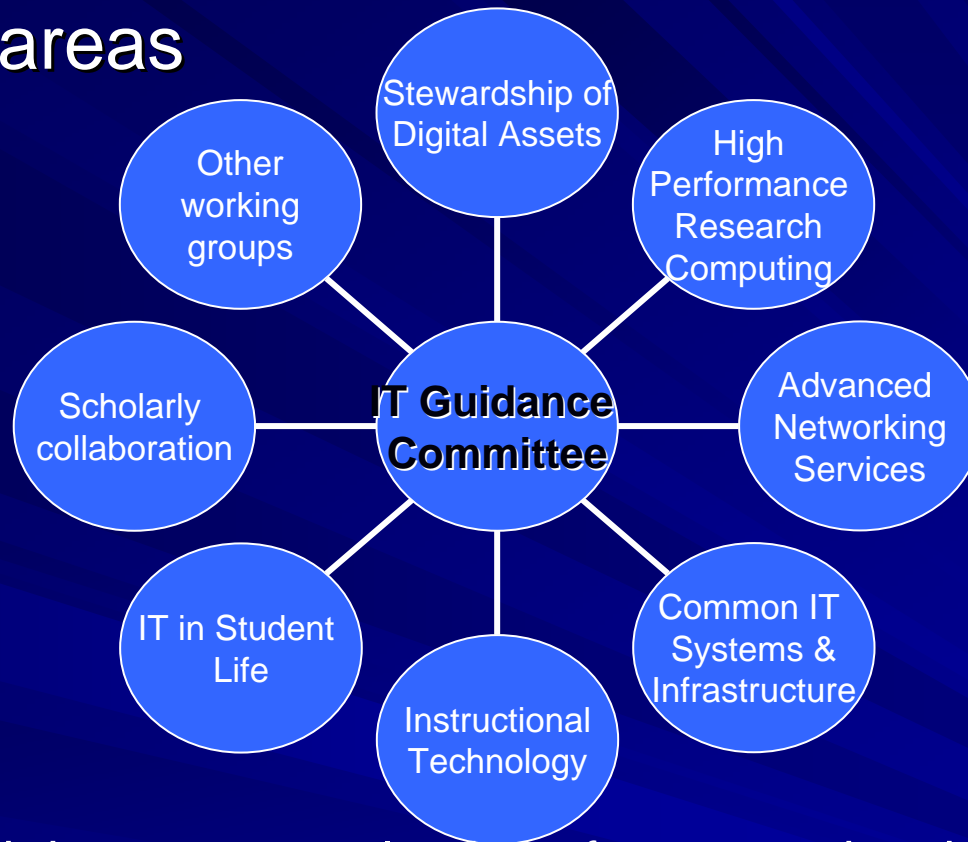 areas
Stewardship of
Digital Assets
High
Performance
Research
Computing
Advanced
Networking
Services
Common IT
Systems &
Infrastructure
Instructional
Technology
IT in Student
Life
Scholarly
collaboration
Other
working
groups
IT Guidance
Committee